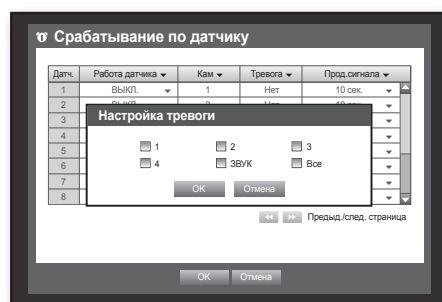 Срабатывание по датчику
Датч. Работа датчика Кам Тревога Прод.сигнала
1 ВЫКЛ. 1 Нет 10 сек.
2
3
4
5
6
7
8
Настройка тревоги
1 2 3
4 ЗВУК Все
OK Отмена
Предыд./след. страница
OK Отмена